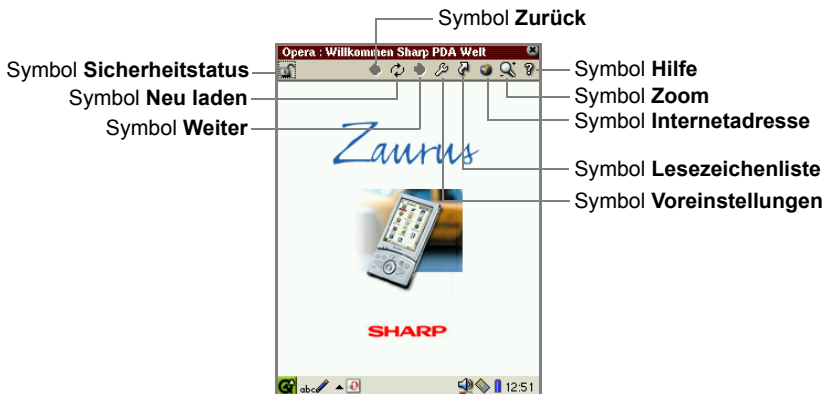 Symbol Zurück
Opera : Willkommen Sharp PDA Welt
Symbol Sicherheitstatus
Symbol Neu laden
Symbol Weiter
Symbol Hilfe
Symbol Zoom
Symbol Internetadresse
Symbol Lesezeichenliste
Symbol Voreinstellungen
Zaurus
SHARP
abc
12:51